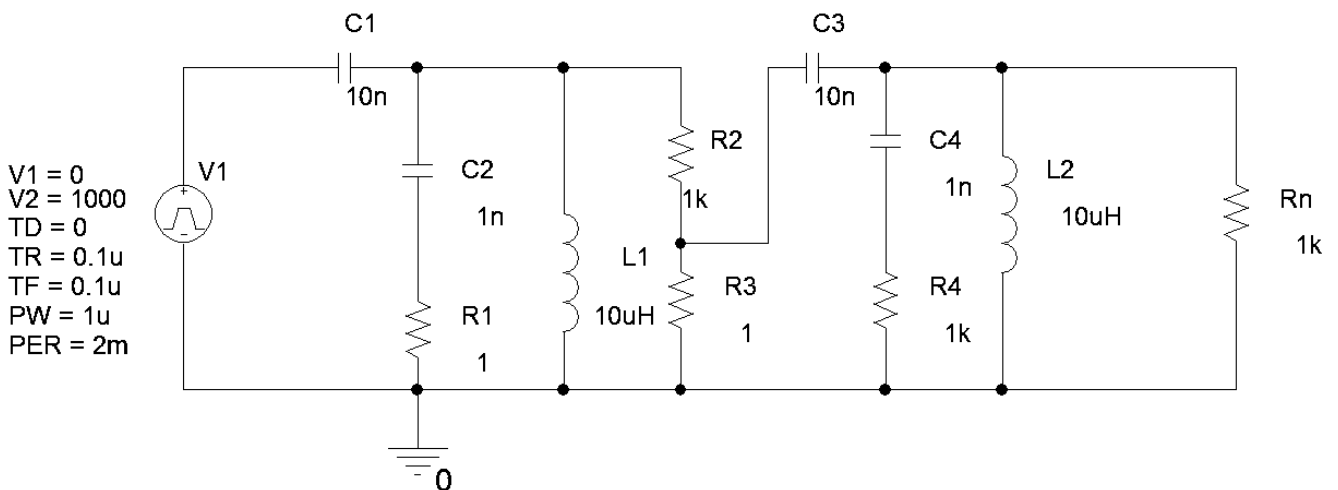 C1
10n
C3
10n
V1 = 0
V2 = 1000
TD = 0
TR = 0.1u
TF = 0.1u
PW = 1u
PER = 2m
V1
C2
1n
R1
1
L1
10uH
R2
1k
R3
1
C4
1n
R4
1k
L2
10uH
Rn
1k
0